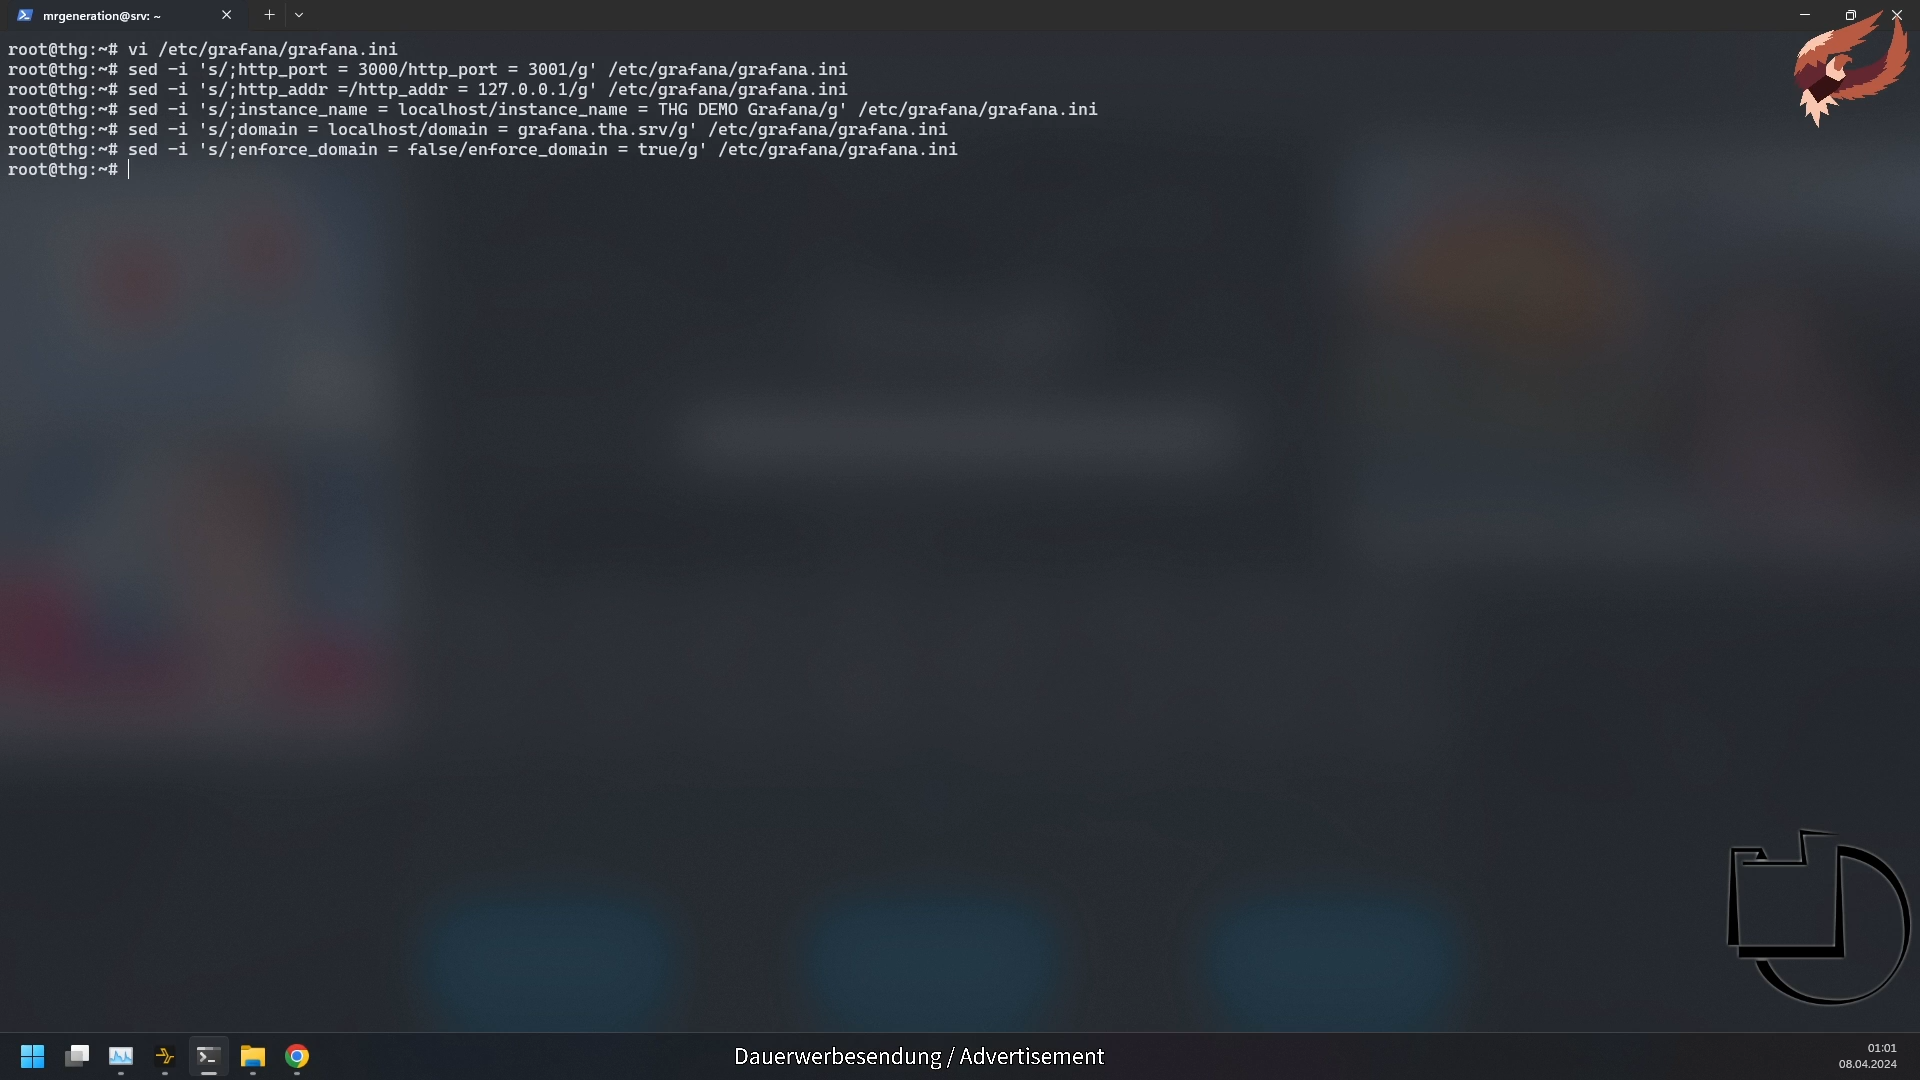 mrgeneration@srv: ~
root@thg:~# vi /etc/grafana/grafana.ini
root@thg:~# sed -i 's/;http_port = 3000/http_port = 3001/g' /etc/grafana/grafana.ini
root@thg:~# sed -i 's/;http_addr =/http_addr = 127.0.0.1/g' /etc/grafana/grafana.ini
root@thg:~# sed -i 's/;instance_name = localhost/instance_name = THG DEMO Grafana/g' /etc/grafana/grafana.ini
root@thg:~# sed -i 's/;domain = localhost/domain = grafana.tha.srv/g' /etc/grafana/grafana.ini
root@thg:~# sed -i 's/;enforce_domain = false/enforce_domain = true/g' /etc/grafana/grafana.ini
root@thg:~#
Dauerwerbesendung / Advertisement
01:01
08.04.2024